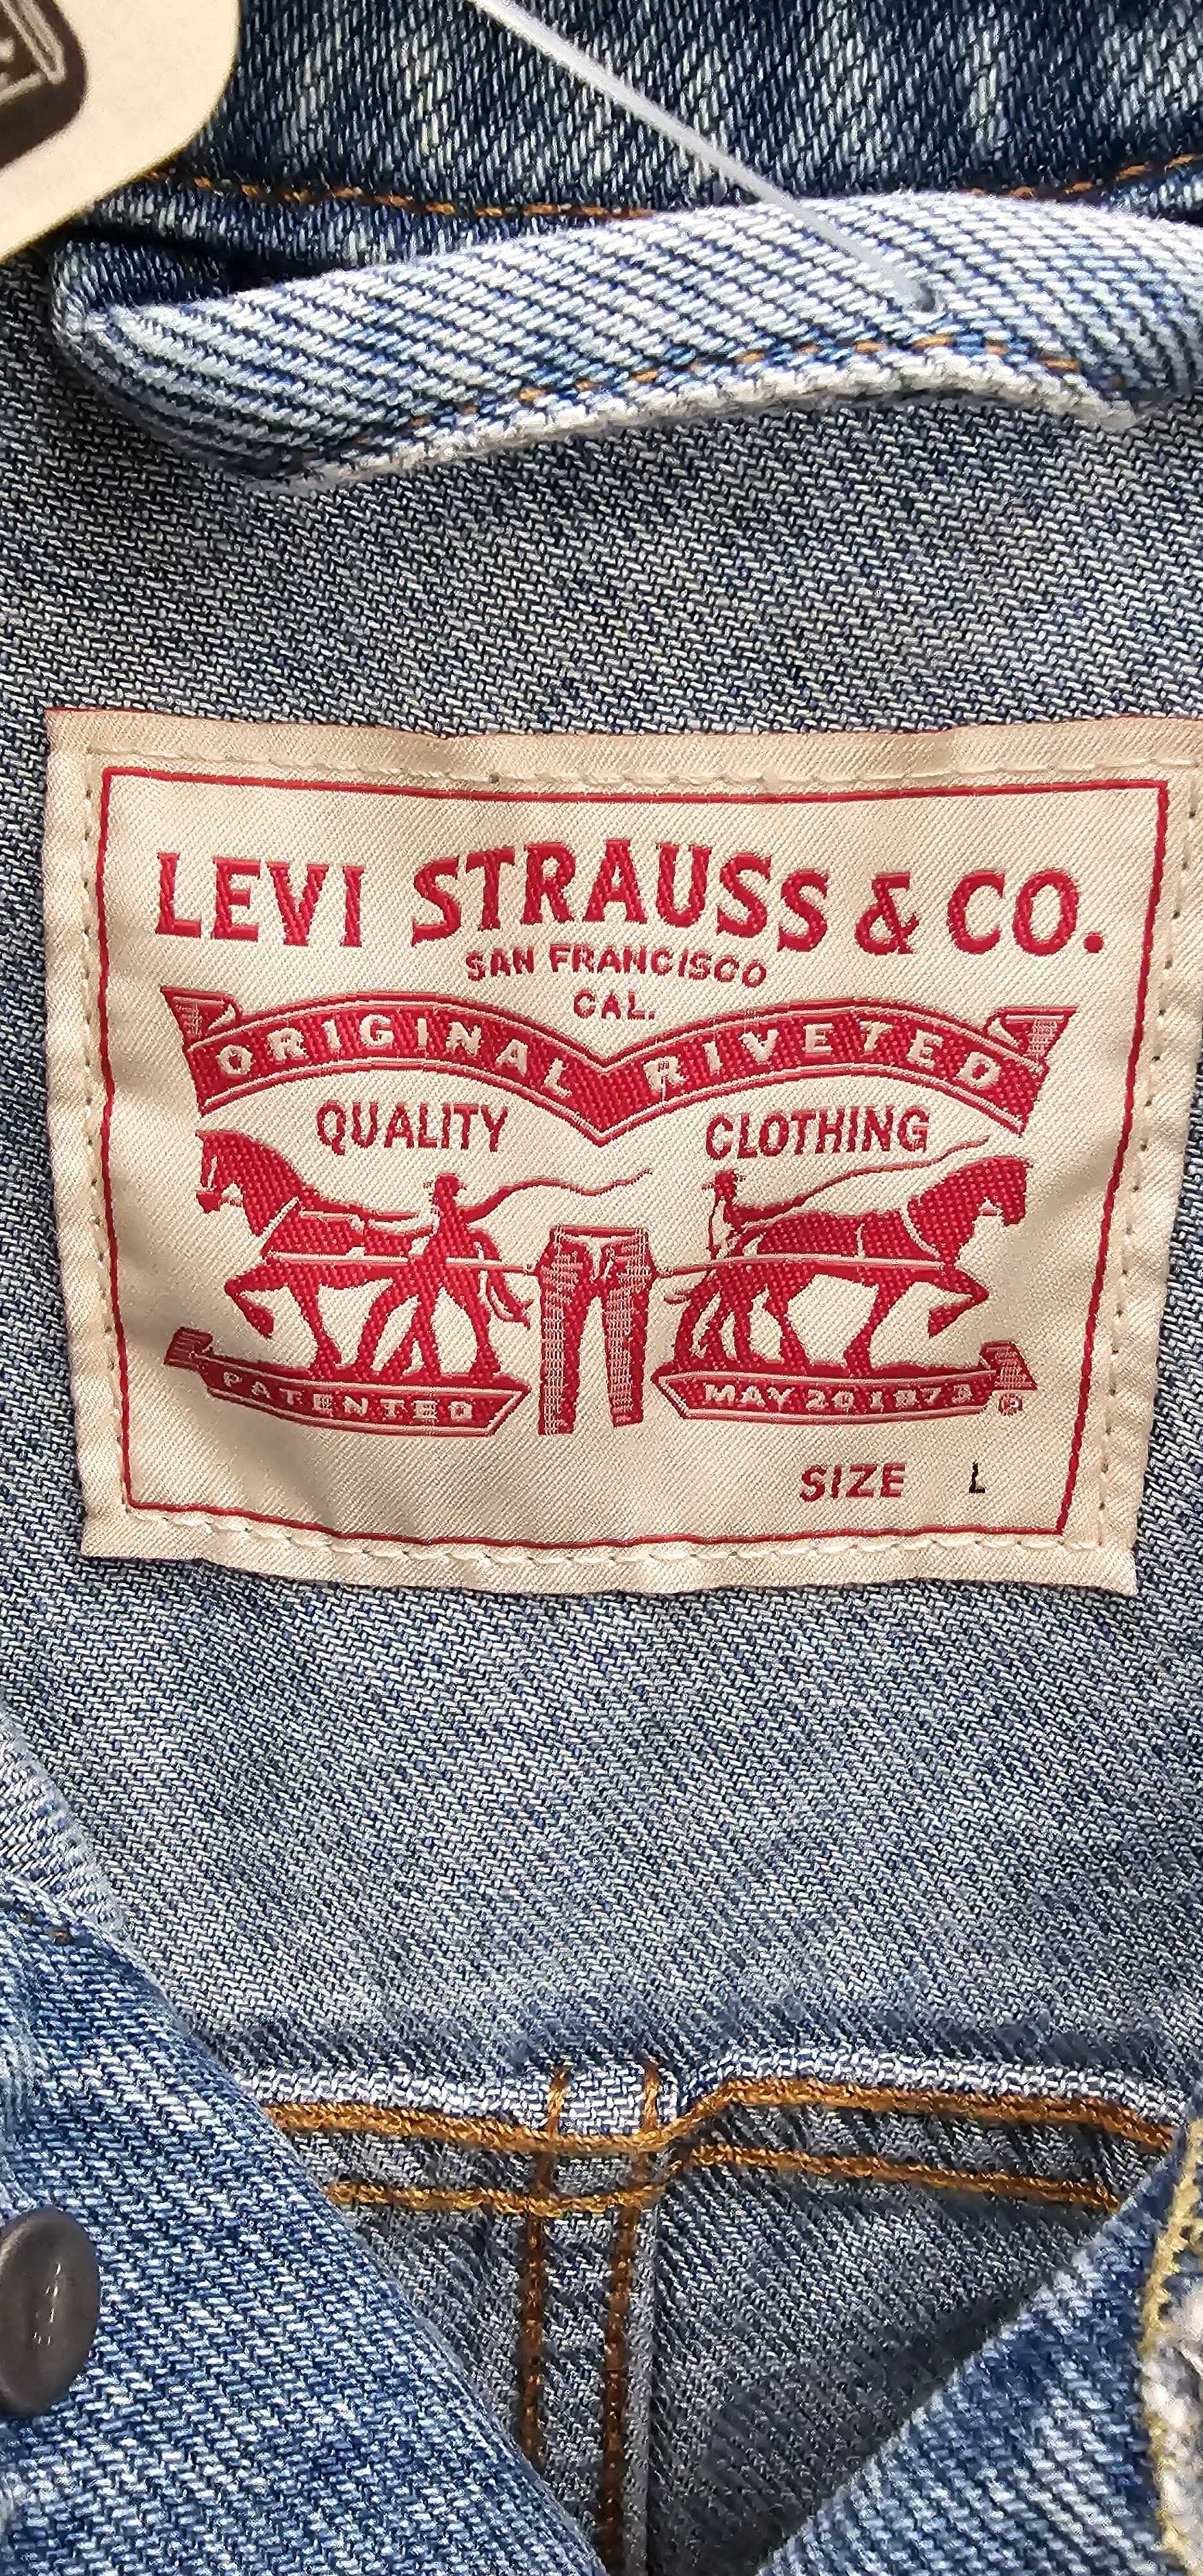 LEVI STRAUSS & CO.
SAN FRANCISCO
CAL.
ORIGINAL RIVETED
QUALITY CLOTHING
PATENTED MAY 20 1873 ®
SIZE L